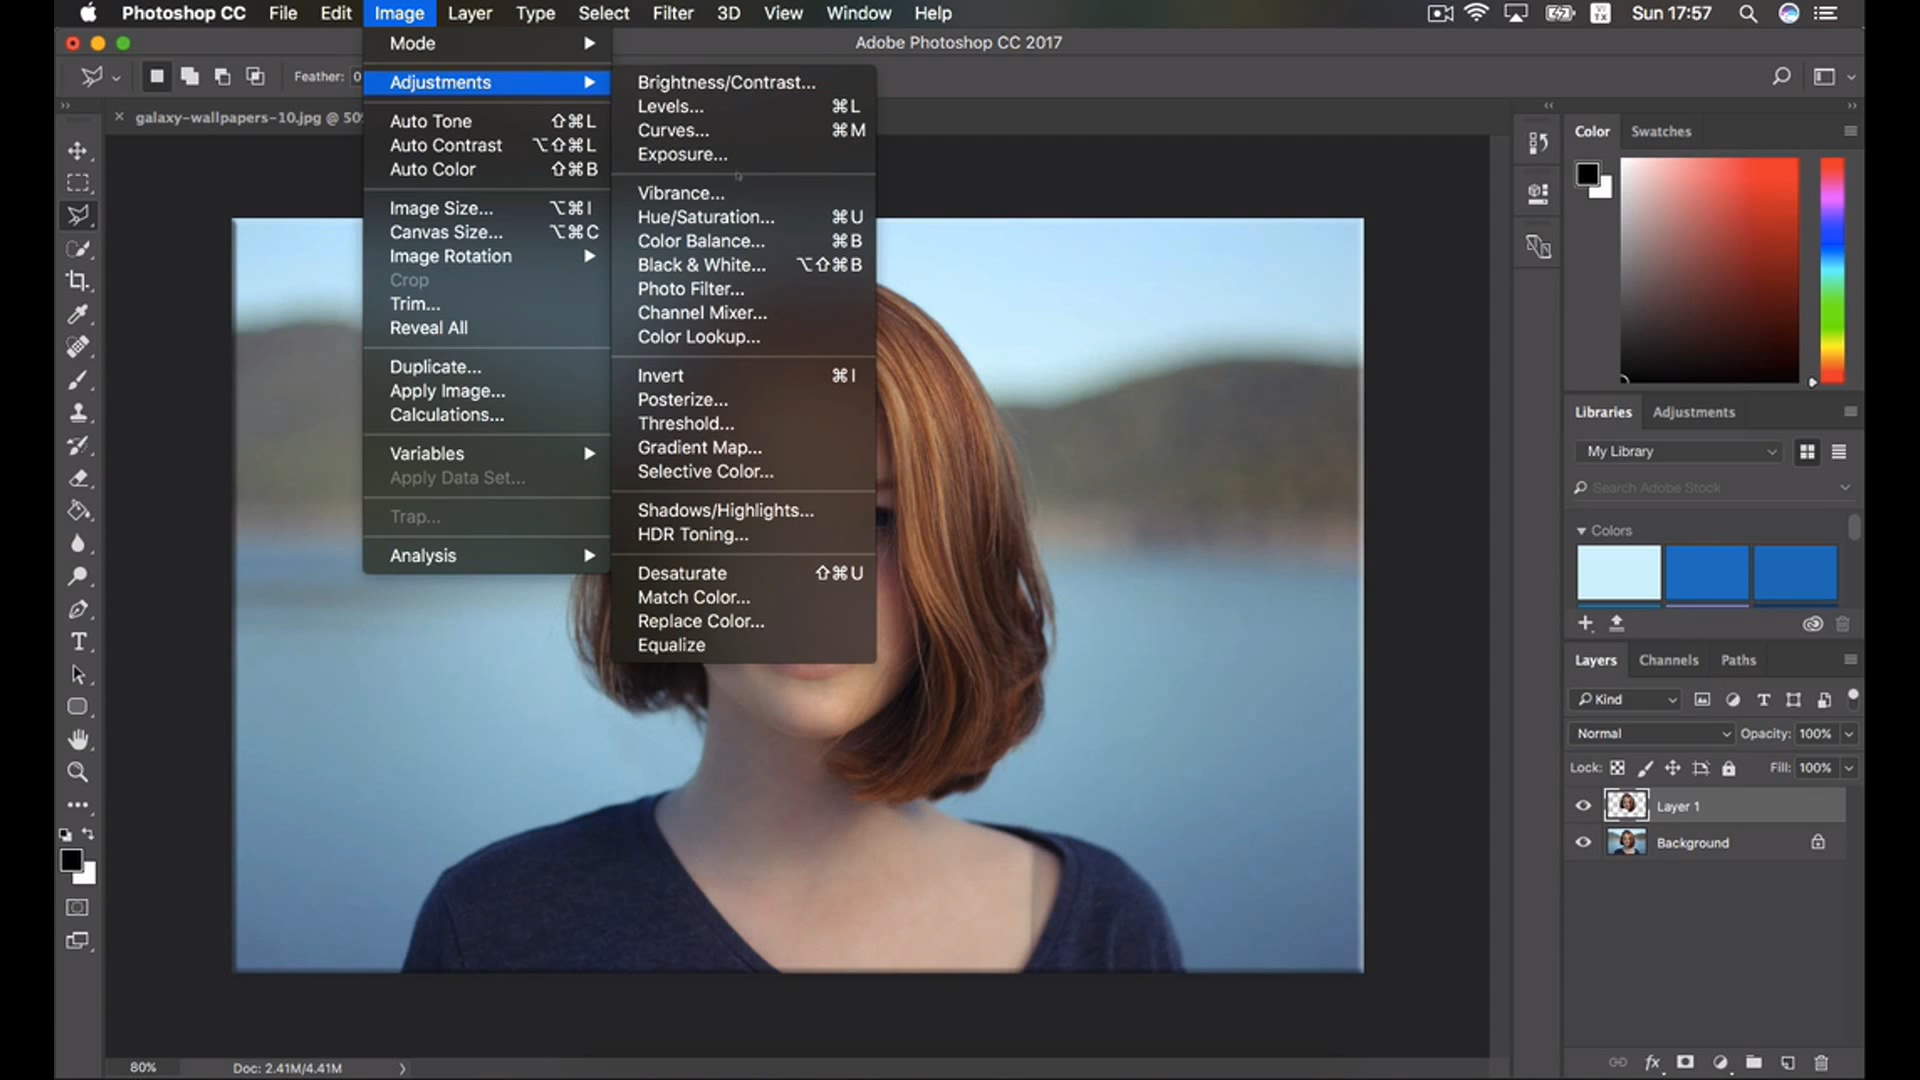 Photoshop CC File Edit Image Layer Type Select Filter 3D View Window Help Sun 17:57
Adobe Photoshop CC 2017
Feather: 0
galaxy-wallpapers-10.jpg @ 50%
Mode
Adjustments
Auto Tone ⇧⌘L
Auto Contrast ⌥⇧⌘L
Auto Color ⇧⌘B
Image Size... ⌥⌘I
Canvas Size... ⌥⌘C
Image Rotation
Crop
Trim...
Reveal All
Duplicate...
Apply Image...
Calculations...
Variables
Apply Data Set...
Trap...
Analysis
Brightness/Contrast...
Levels... ⌘L
Curves... ⌘M
Exposure...
Vibrance...
Hue/Saturation... ⌘U
Color Balance... ⌘B
Black & White... ⌥⇧⌘B
Photo Filter...
Channel Mixer...
Color Lookup...
Invert ⌘I
Posterize...
Threshold...
Gradient Map...
Selective Color...
Shadows/Highlights...
HDR Toning...
Desaturate ⇧⌘U
Match Color...
Replace Color...
Equalize
Color Swatches
Libraries Adjustments
My Library
Search Adobe Stock
Colors
Layers Channels Paths
Kind
Normal Opacity: 100%
Lock: Fill: 100%
Layer 1
Background
fx
80% Doc: 2.41M/4.41M